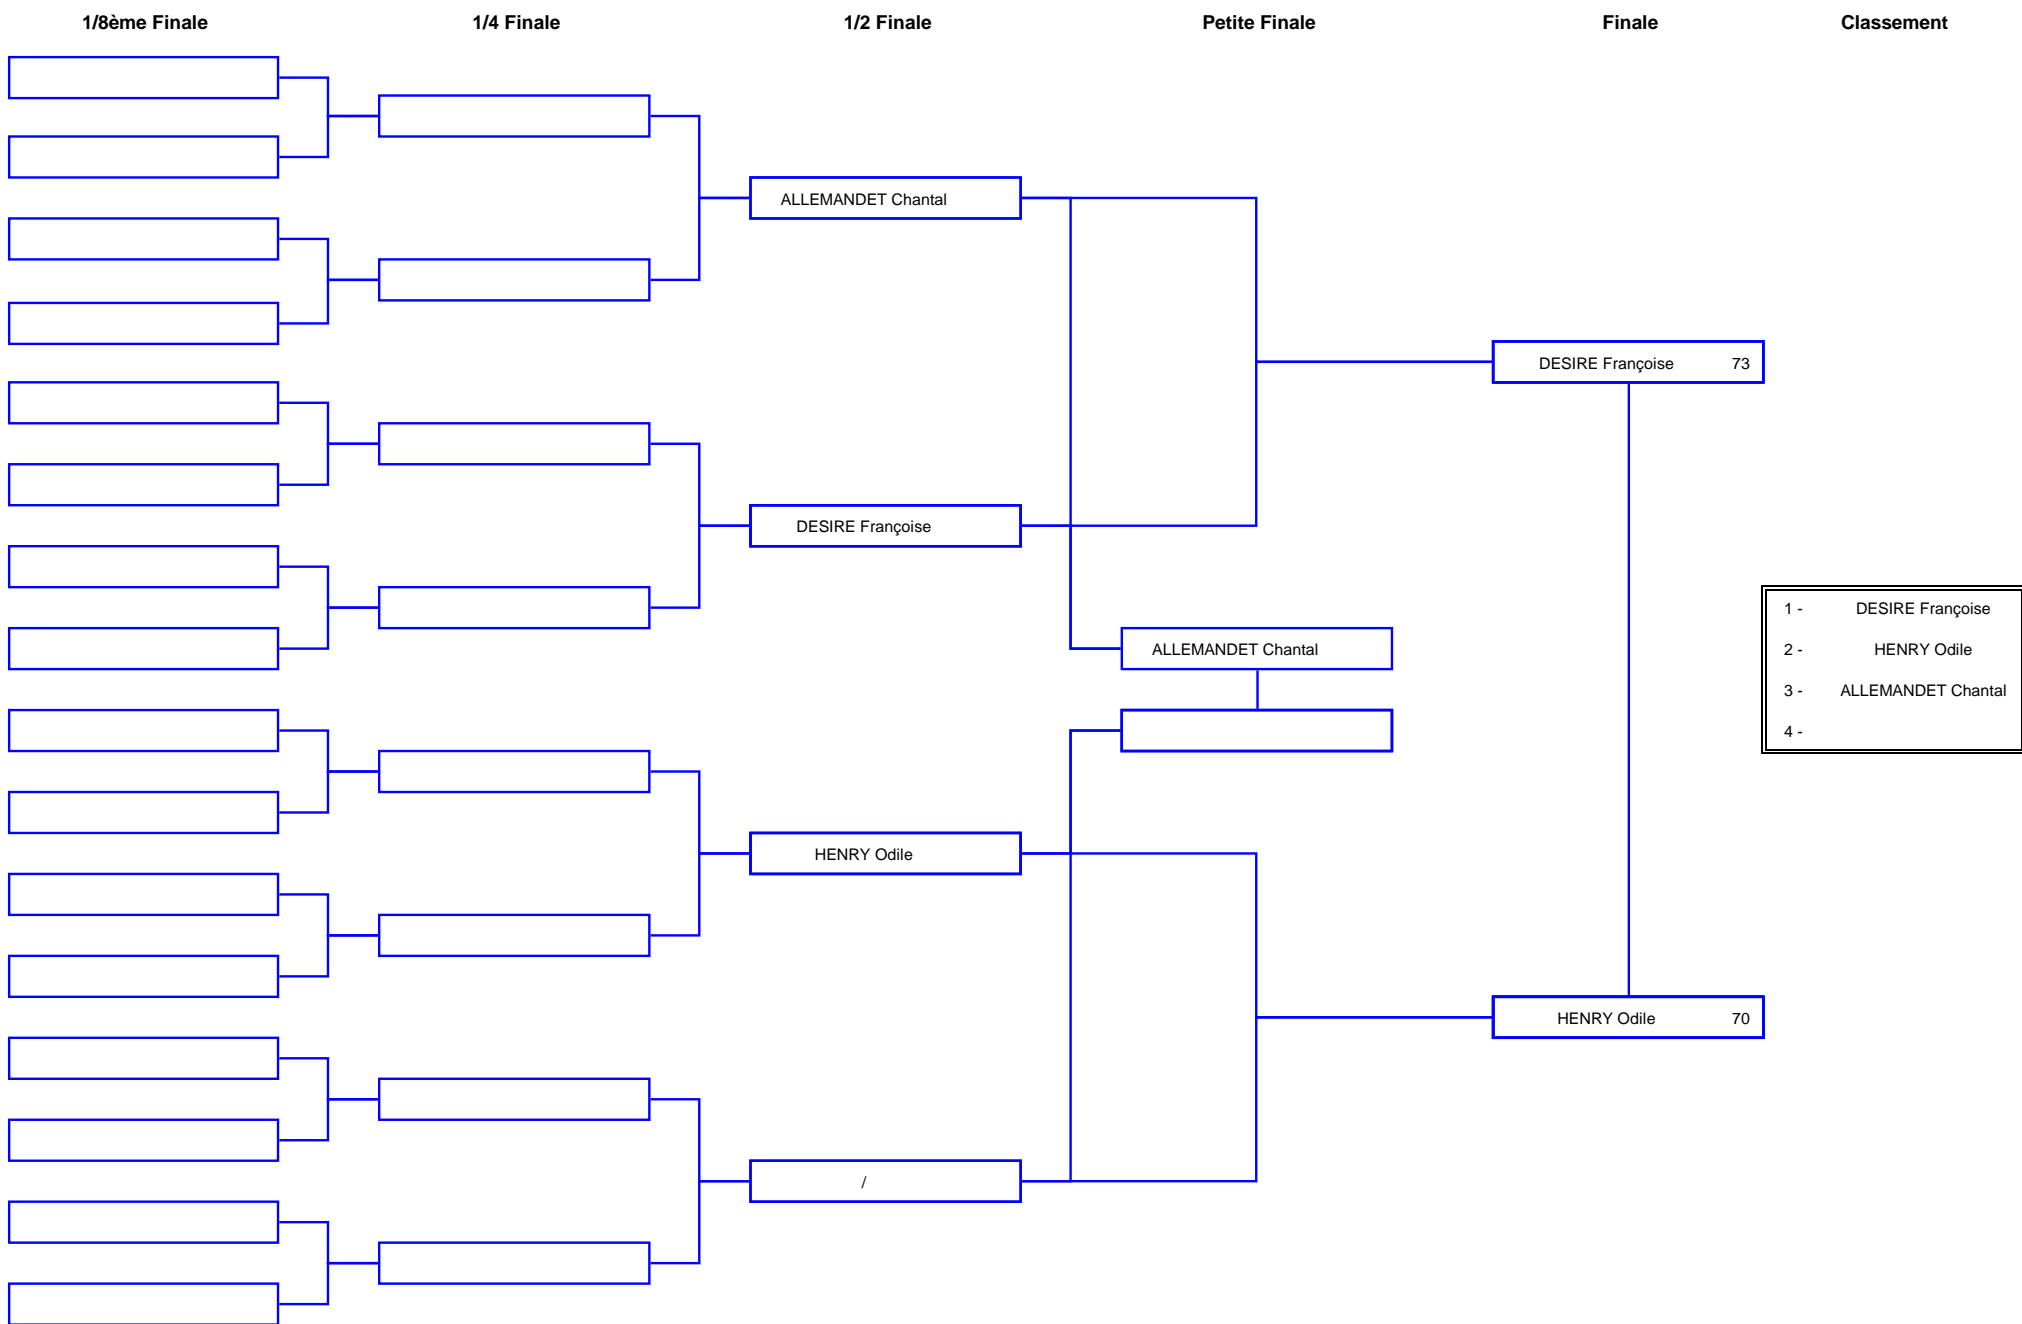 1/8ème Finale 1/4 Finale 1/2 Finale Petite Finale Finale Classement
ALLEMANDET Chantal
DESIRE Françoise 73
DESIRE Françoise
1 - DESIRE Françoise
2 - HENRY Odile
ALLEMANDET Chantal
3 - ALLEMANDET Chantal
4 -
HENRY Odile
HENRY Odile 70
/